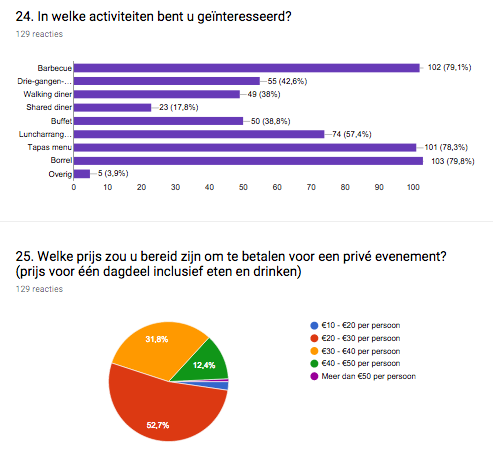 24. In welke activiteiten bent u geïnteresseerd?
129 reacties
Barbecue 102 (79,1%)
Drie-gangen-... 55 (42,6%)
Walking diner 49 (38%)
Shared diner 23 (17,8%)
Buffet 50 (38,8%)
Luncharrang... 74 (57,4%)
Tapas menu 101 (78,3%)
Borrel 103 (79,8%)
Overig 5 (3,9%)
0 10 20 30 40 50 60 70 80 90 100
25. Welke prijs zou u bereid zijn om te betalen voor een privé evenement?
(prijs voor één dagdeel inclusief eten en drinken)
129 reacties
€10 - €20 per persoon
€20 - €30 per persoon
€30 - €40 per persoon
€40 - €50 per persoon
Meer dan €50 per persoon
31,8%
12,4%
52,7%